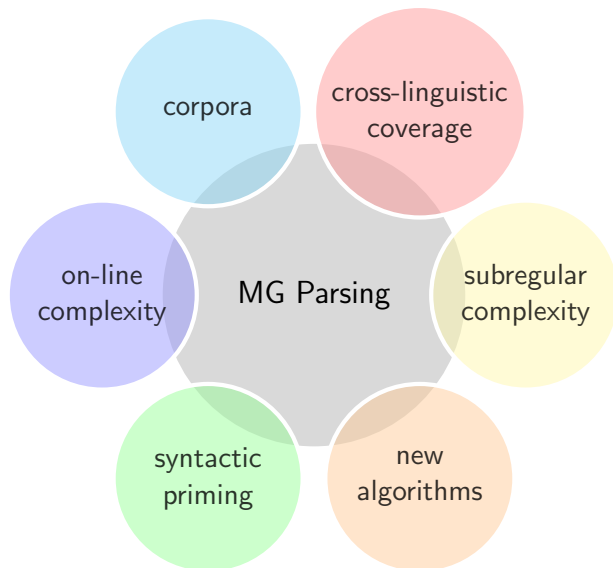 corpora
cross-linguistic
coverage
on-line
complexity
MG Parsing
subregular
complexity
syntactic
priming
new
algorithms